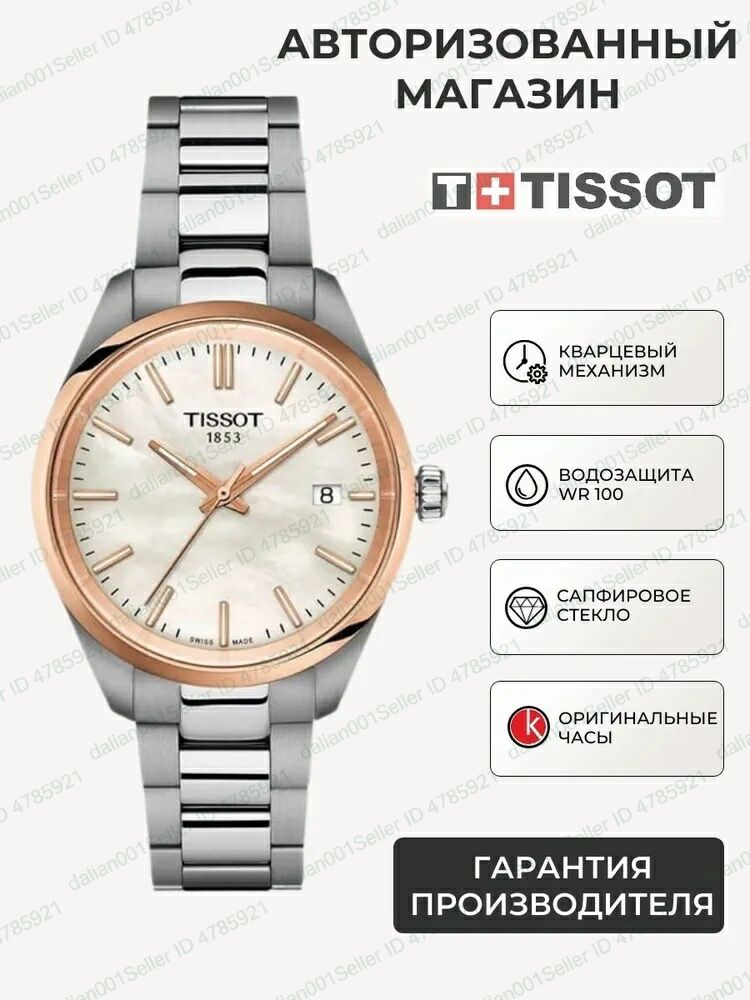 АВТОРИЗОВАННЫЙ
МАГАЗИН
T+TISSOT
КВАРЦЕВЫЙ
МЕХАНИЗМ
TISSOT
1853
8
ВОДОЗАЩИТА
WR 100
САПФИРОВОЕ
СТЕКЛО
SWISS MADE
k
ОРИГИНАЛЬНЫЕ
ЧАСЫ
ГАРАНТИЯ
ПРОИЗВОДИТЕЛЯ
dalian001Seller ID 4785921